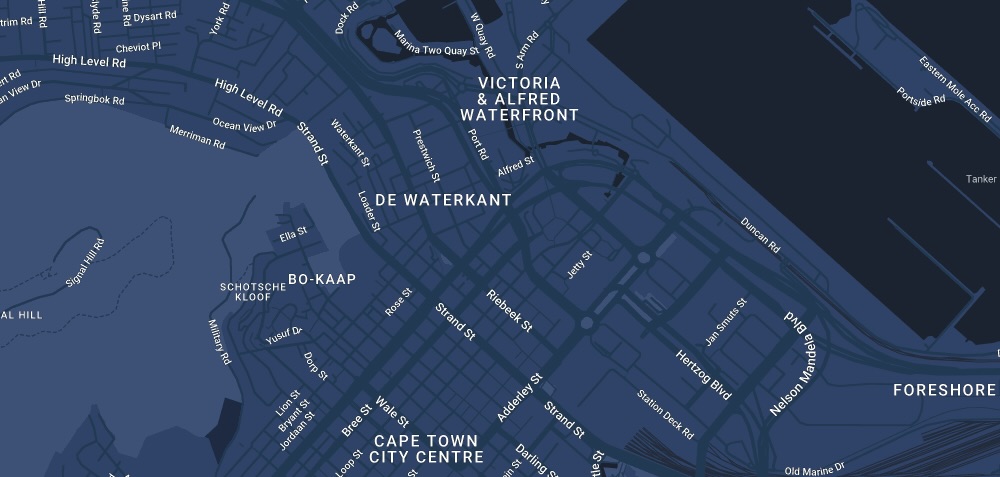 Dock Rd
W Quay Rd
York Rd
Hill Rd
Dysart Rd
Cheviot Pl
High Level Rd
Marina Two Quay St
S Arm Rd
Eastern Mole Acc Rd
Portside Rd
VICTORIA
& ALFRED
WATERFRONT
High Level Rd
Springbok Rd
Ocean View Dr
Merriman Rd
Strand St
Waterkant St
Prestwich St
Port Rd
Alfred St
Tanker
DE WATERKANT
Loader St
Ella St
Duncan Rd
Signal Hill Rd
Jetty St
BO-KAAP
SCHOTSCHE
KLOOF
Rose St
Riebeek St
Strand St
AL HILL
Military Rd
Yusuf Dr
Jan Smuts St
Nelson Mandela Blvd
Dorp St
Hertzog Blvd
FORESHORE
Lion St
Bryant St
Jordaan St
Adderley St
Station Deck Rd
Wale St
Bree St
Strand St
CAPE TOWN
CITY CENTRE
Loop St
Darling St
Old Marine Dr